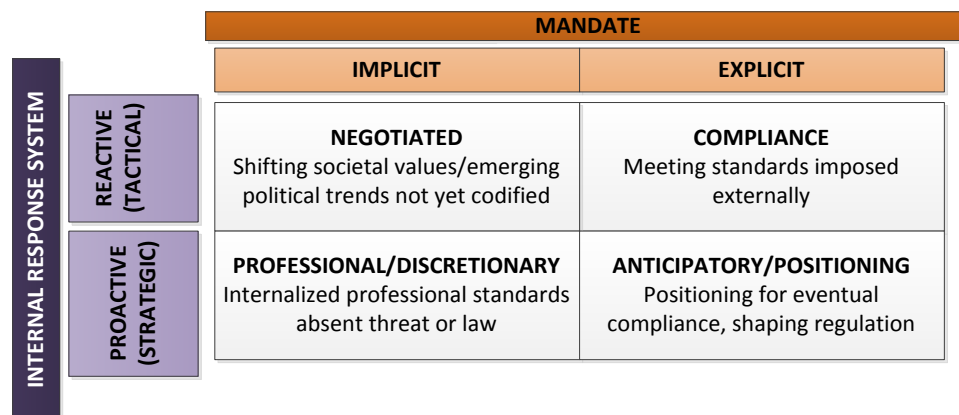 MANDATE
IMPLICIT
EXPLICIT
INTERNAL RESPONSE SYSTEM
REACTIVE
(TACTICAL)
NEGOTIATED
Shifting societal values/emerging
political trends not yet codified
COMPLIANCE
Meeting standards imposed
externally
PROACTIVE
(STRATEGIC)
PROFESSIONAL/DISCRETIONARY
Internalized professional standards
absent threat or law
ANTICIPATORY/POSITIONING
Positioning for eventual
compliance, shaping regulation